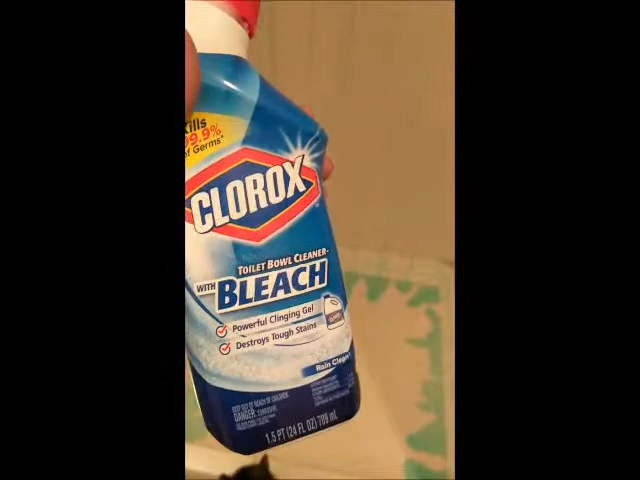 Kills
99.9%
of Germs*
CLOROX
TOILET BOWL CLEANER
WITH BLEACH
Powerful Clinging Gel
Destroys Tough Stains
Rain Clean
KEEP OUT OF REACH OF CHILDREN.
DANGER: CORROSIVE.
1.5 PT (24 FL OZ) 709 mL